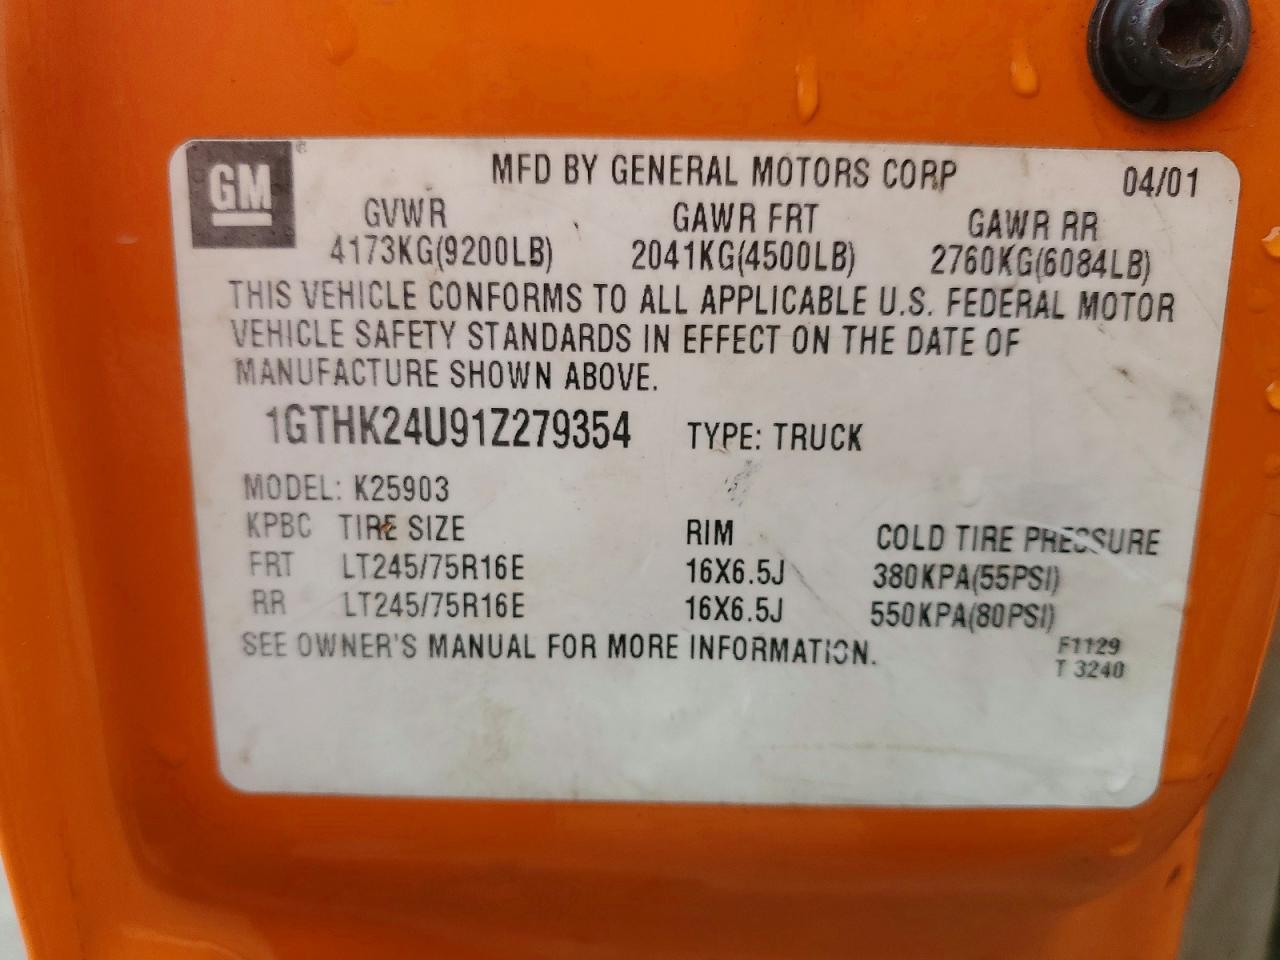 GM®
MFD BY GENERAL MOTORS CORP 04/01
GVWR GAWR FRT GAWR RR
4173KG(9200LB) 2041KG(4500LB) 2760KG(6084LB)
THIS VEHICLE CONFORMS TO ALL APPLICABLE U.S. FEDERAL MOTOR
VEHICLE SAFETY STANDARDS IN EFFECT ON THE DATE OF
MANUFACTURE SHOWN ABOVE.
1GTHK24U91Z279354 TYPE: TRUCK
MODEL: K25903
KPBC TIRE SIZE RIM COLD TIRE PRESSURE
FRT LT245/75R16E 16X6.5J 380KPA(55PSI)
RR LT245/75R16E 16X6.5J 550KPA(80PSI)
SEE OWNER'S MANUAL FOR MORE INFORMATION. F1129
T 3240